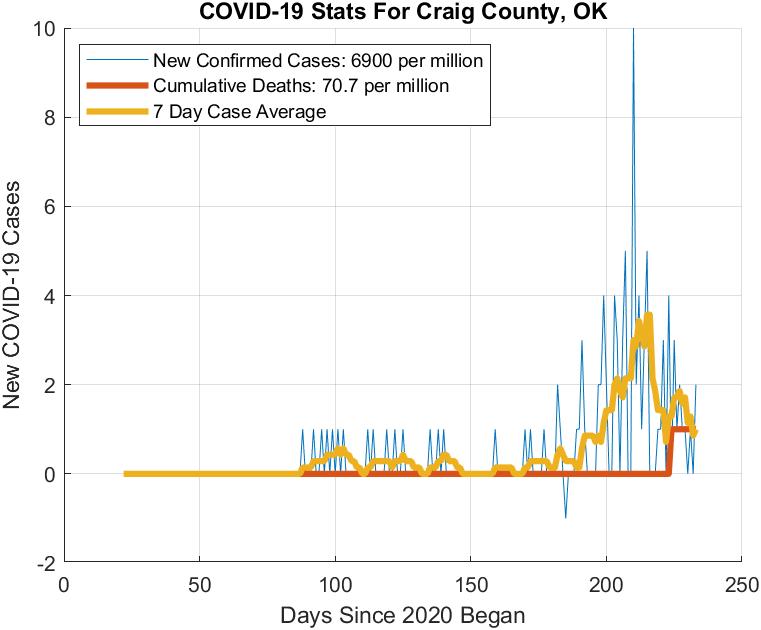 COVID-19 Stats For Craig County, OK
New Confirmed Cases: 6900 per million
Cumulative Deaths: 70.7 per million
7 Day Case Average
New COVID-19 Cases
10
8
6
4
2
0
-2
0 50 100 150 200 250
Days Since 2020 Began